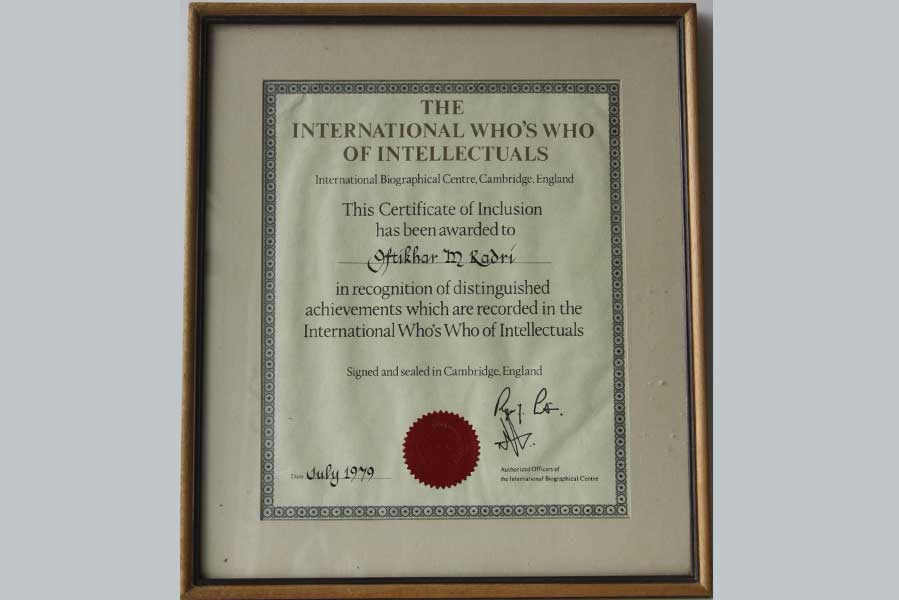 THE
INTERNATIONAL WHO'S WHO
OF INTELLECTUALS
International Biographical Centre, Cambridge, England
This Certificate of Inclusion
has been awarded to
Iftikhar M Kadri
in recognition of distinguished
achievements which are recorded in the
International Who's Who of Intellectuals
Signed and sealed in Cambridge, England
Date July 1979
Authorized Officers of
the International Biographical Centre